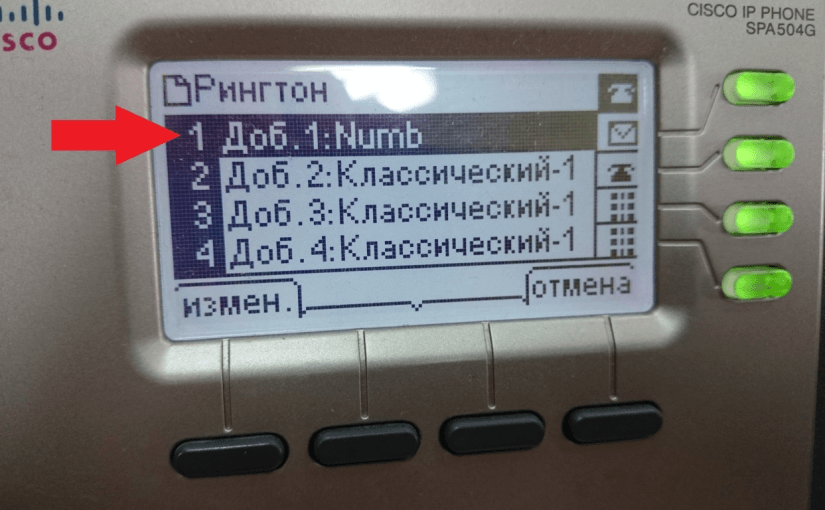 CISCO IP PHONE
SPA504G
CISCO
Рингтон
1 Доб.1:Numb
2 Доб.2:Классический-1
3 Доб.3:Классический-1
4 Доб.4:Классический-1
измен.
отмена